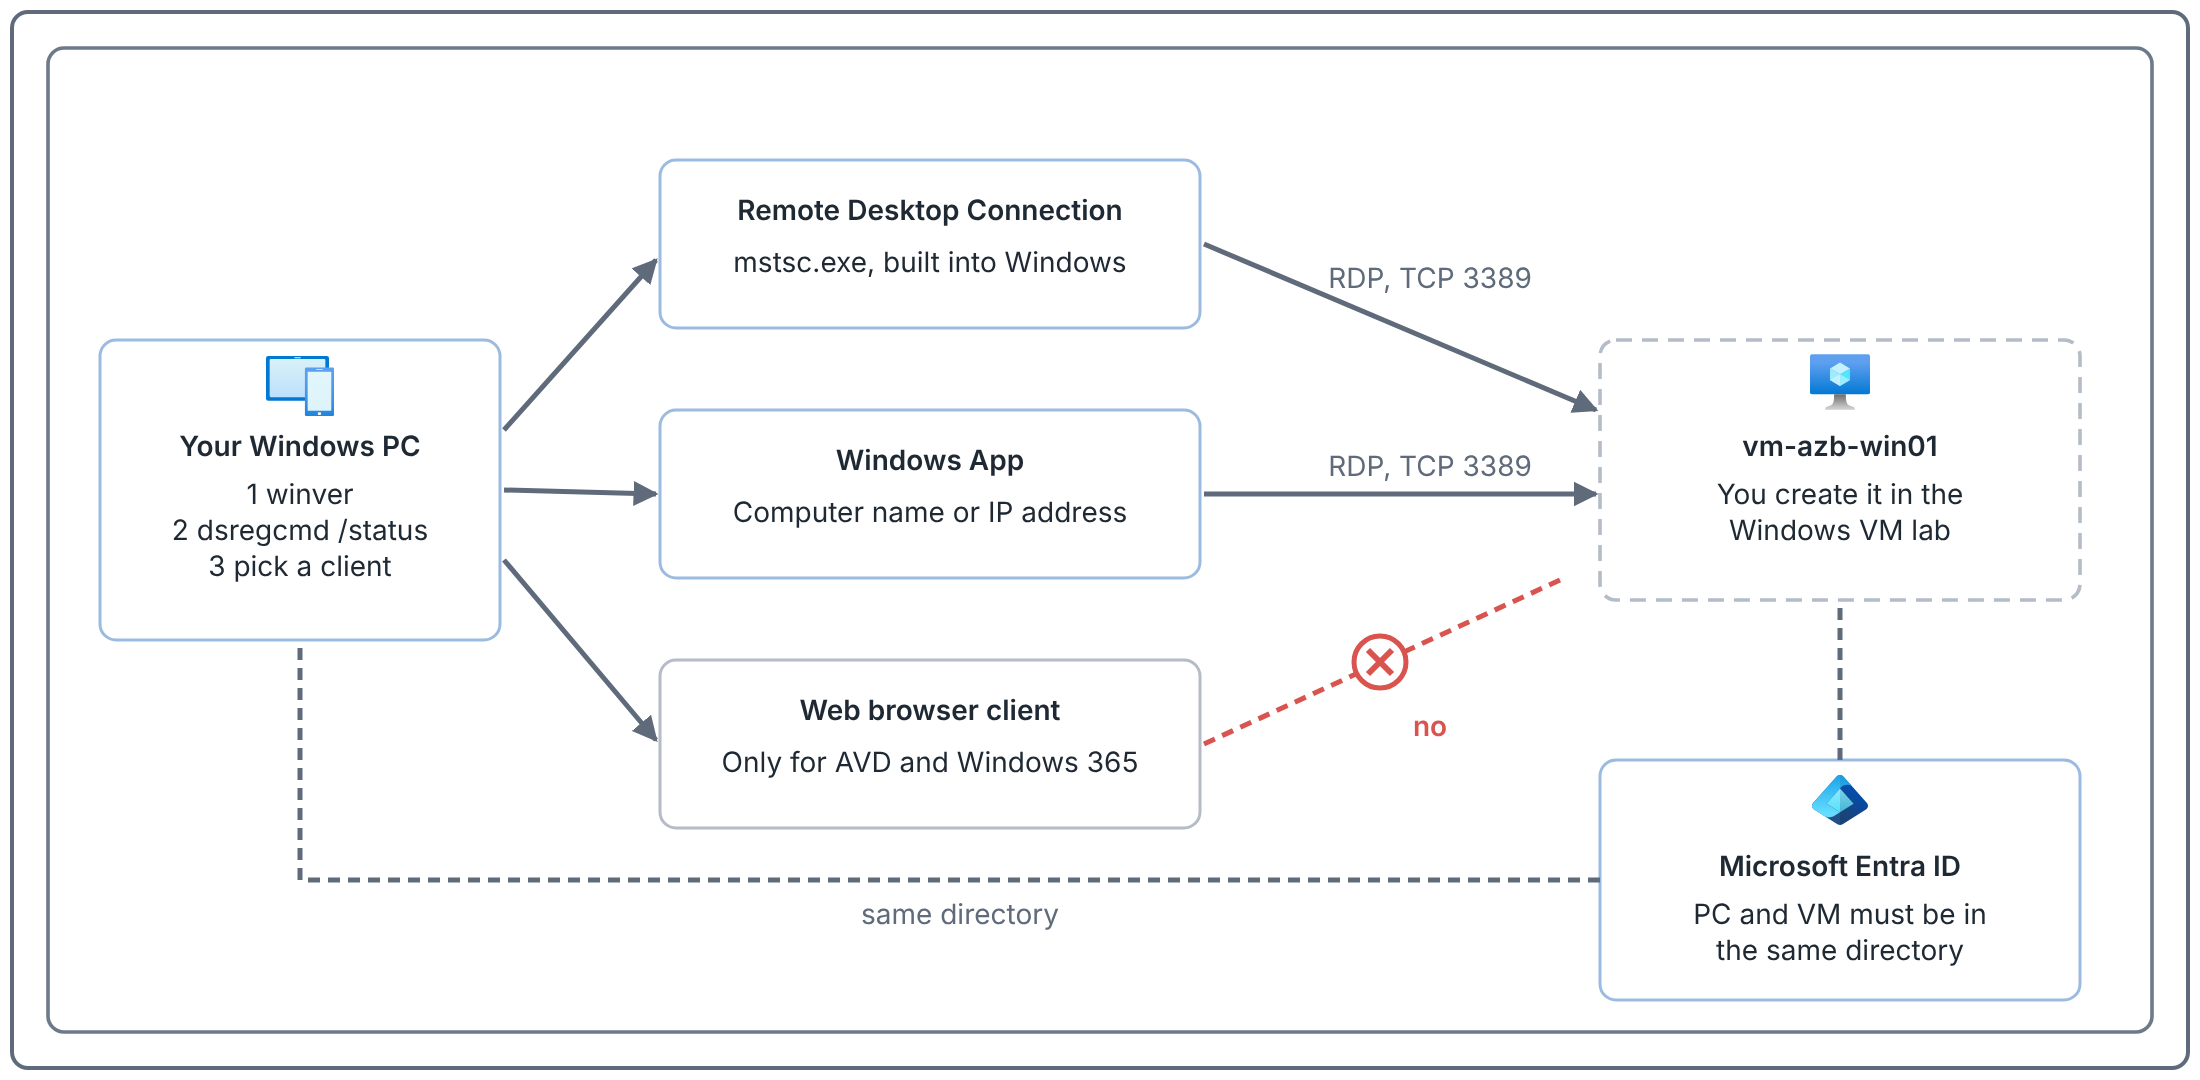 Your Windows PC
1 winver
2 dsregcmd /status
3 pick a client
Remote Desktop Connection
mstsc.exe, built into Windows
RDP, TCP 3389
Windows App
Computer name or IP address
RDP, TCP 3389
Web browser client
Only for AVD and Windows 365
no
vm-azb-win01
You create it in the
Windows VM lab
same directory
Microsoft Entra ID
PC and VM must be in
the same directory